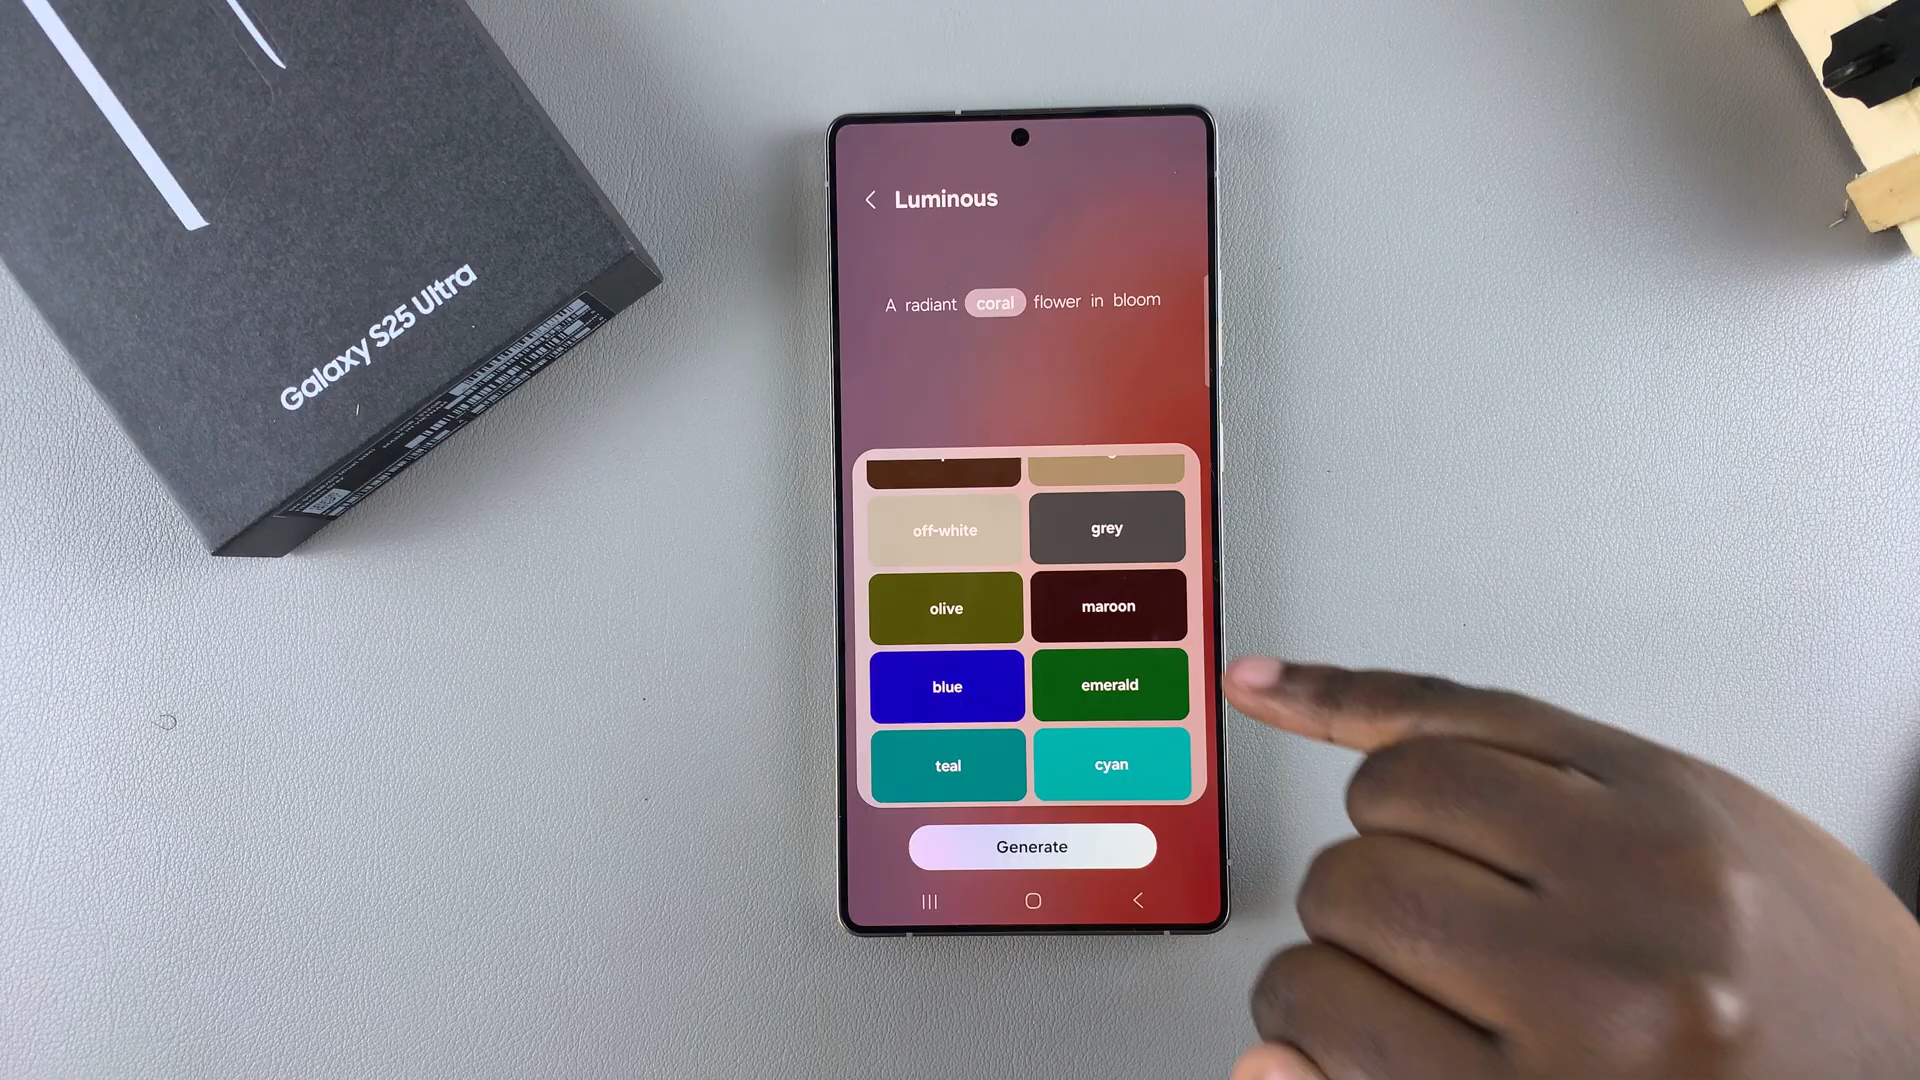 Galaxy S25 Ultra
Luminous
A radiant coral flower in bloom
off-white grey
olive maroon
blue emerald
teal cyan
Generate